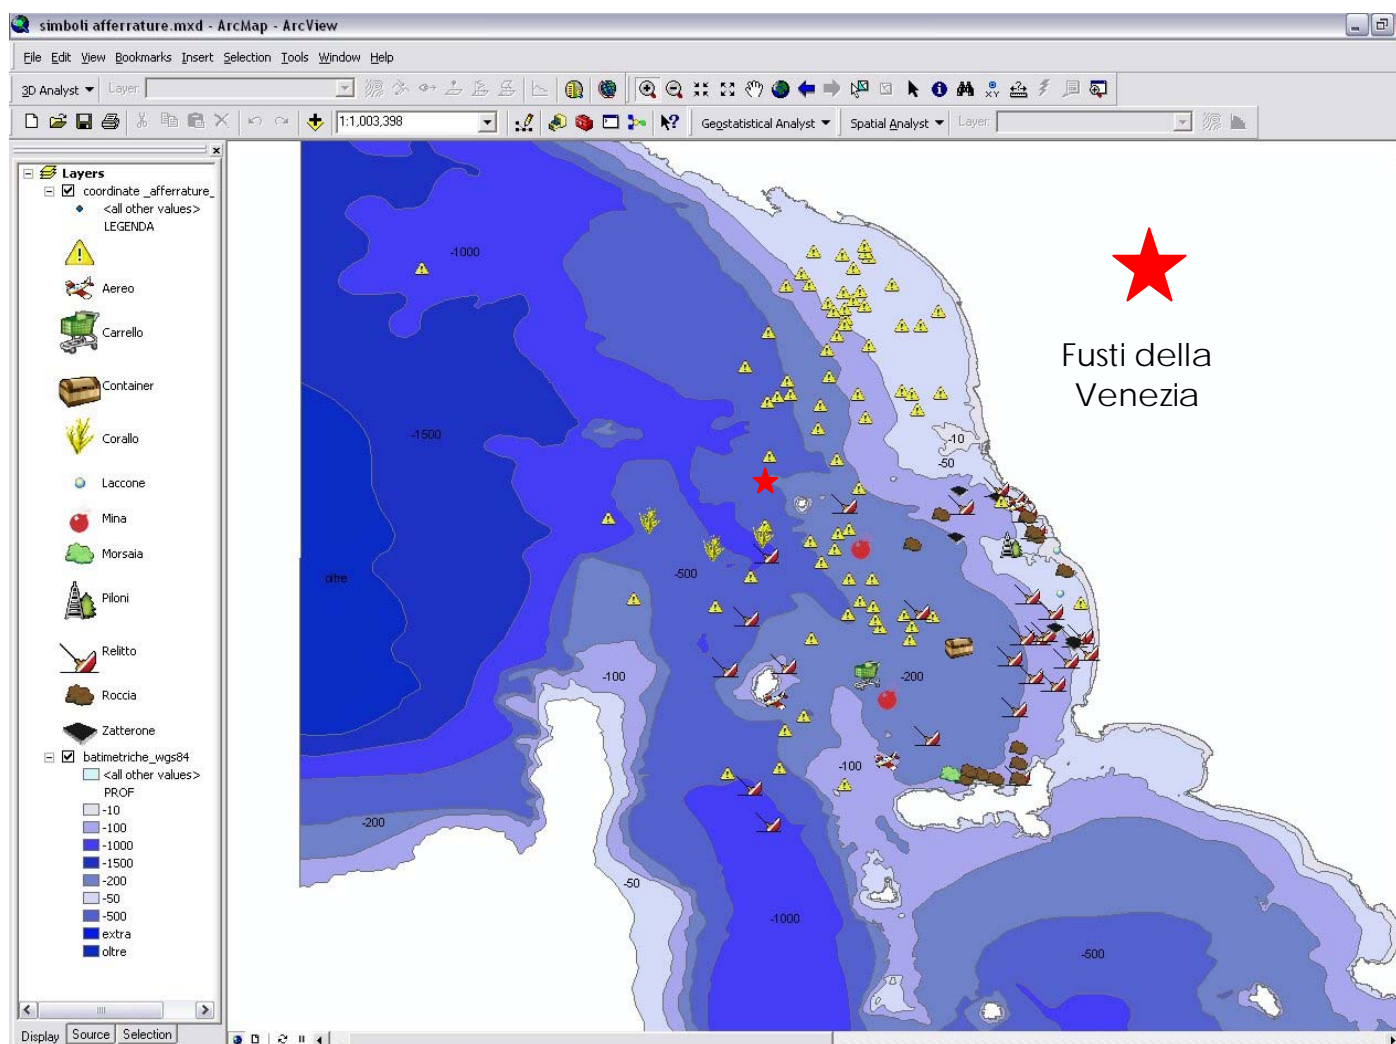 simboli afferrature.mxd - ArcMap - ArcView
File Edit View Bookmarks Insert Selection Tools Window Help
3D Analyst Layer:
1:1,003,398 Geostatistical Analyst Spatial Analyst Layer:
Layers
coordinate _afferrature_
<all other values>
LEGENDA
Aereo
Carrello
Container
Corallo
Laccone
Mina
Morsaia
Piloni
Relitto
Roccia
Zatterone
batimetriche_wgs84
<all other values>
PROF
-10
-100
-1000
-1500
-200
-50
-500
extra
oltre
Display Source Selection
-1000
-1500
oltre
-10
-50
-500
-100
-200
-100
-200
-50
-1000
-500
Fusti della
Venezia